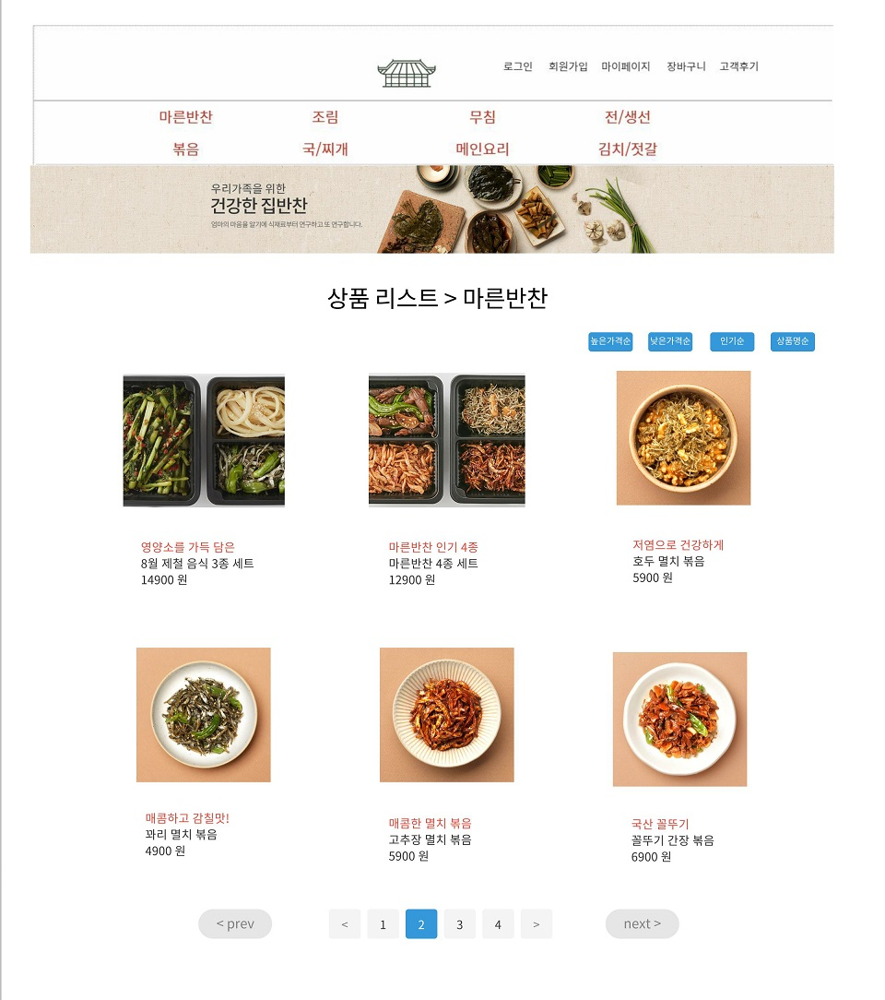 로그인 회원가입 마이페이지 장바구니 고객후기
마른반찬 조림 무침 전/생선
볶음 국/찌개 메인요리 김치/젓갈
우리가족을 위한
건강한 집반찬
엄마의 마음을 알기에 식재료부터 연구하고 또 연구합니다.
상품 리스트 > 마른반찬
높은가격순 낮은가격순 인기순 상품명순
영양소를 가득 담은
8월 제철 음식 3종 세트
14900 원
마른반찬 인기 4종
마른반찬 4종 세트
12900 원
저염으로 건강하게
호두 멸치 볶음
5900 원
매콤하고 감칠맛!
꽈리 멸치 볶음
4900 원
매콤한 멸치 볶음
고추장 멸치 볶음
5900 원
국산 꼴뚜기
꼴뚜기 간장 볶음
6900 원
< prev < 1 2 3 4 > next >